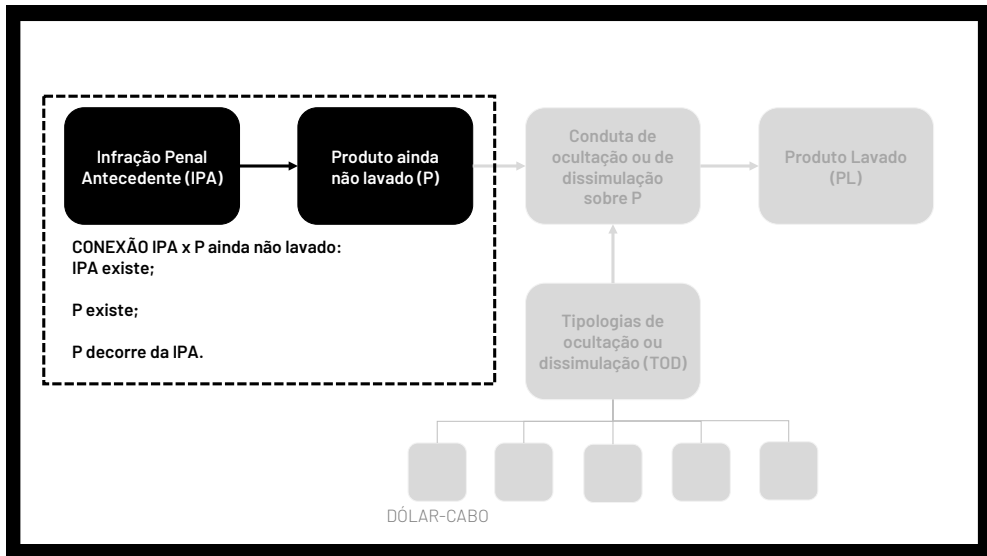 Infração Penal
Antecedente (IPA)
Produto ainda
não lavado (P)
Conduta de
ocultação ou de
dissimulação
sobre P
Produto Lavado
(PL)
CONEXÃO IPA x P ainda não lavado:
IPA existe;
P existe;
P decorre da IPA.
Tipologias de
ocultação ou
dissimulação (TOD)
DÓLAR-CABO